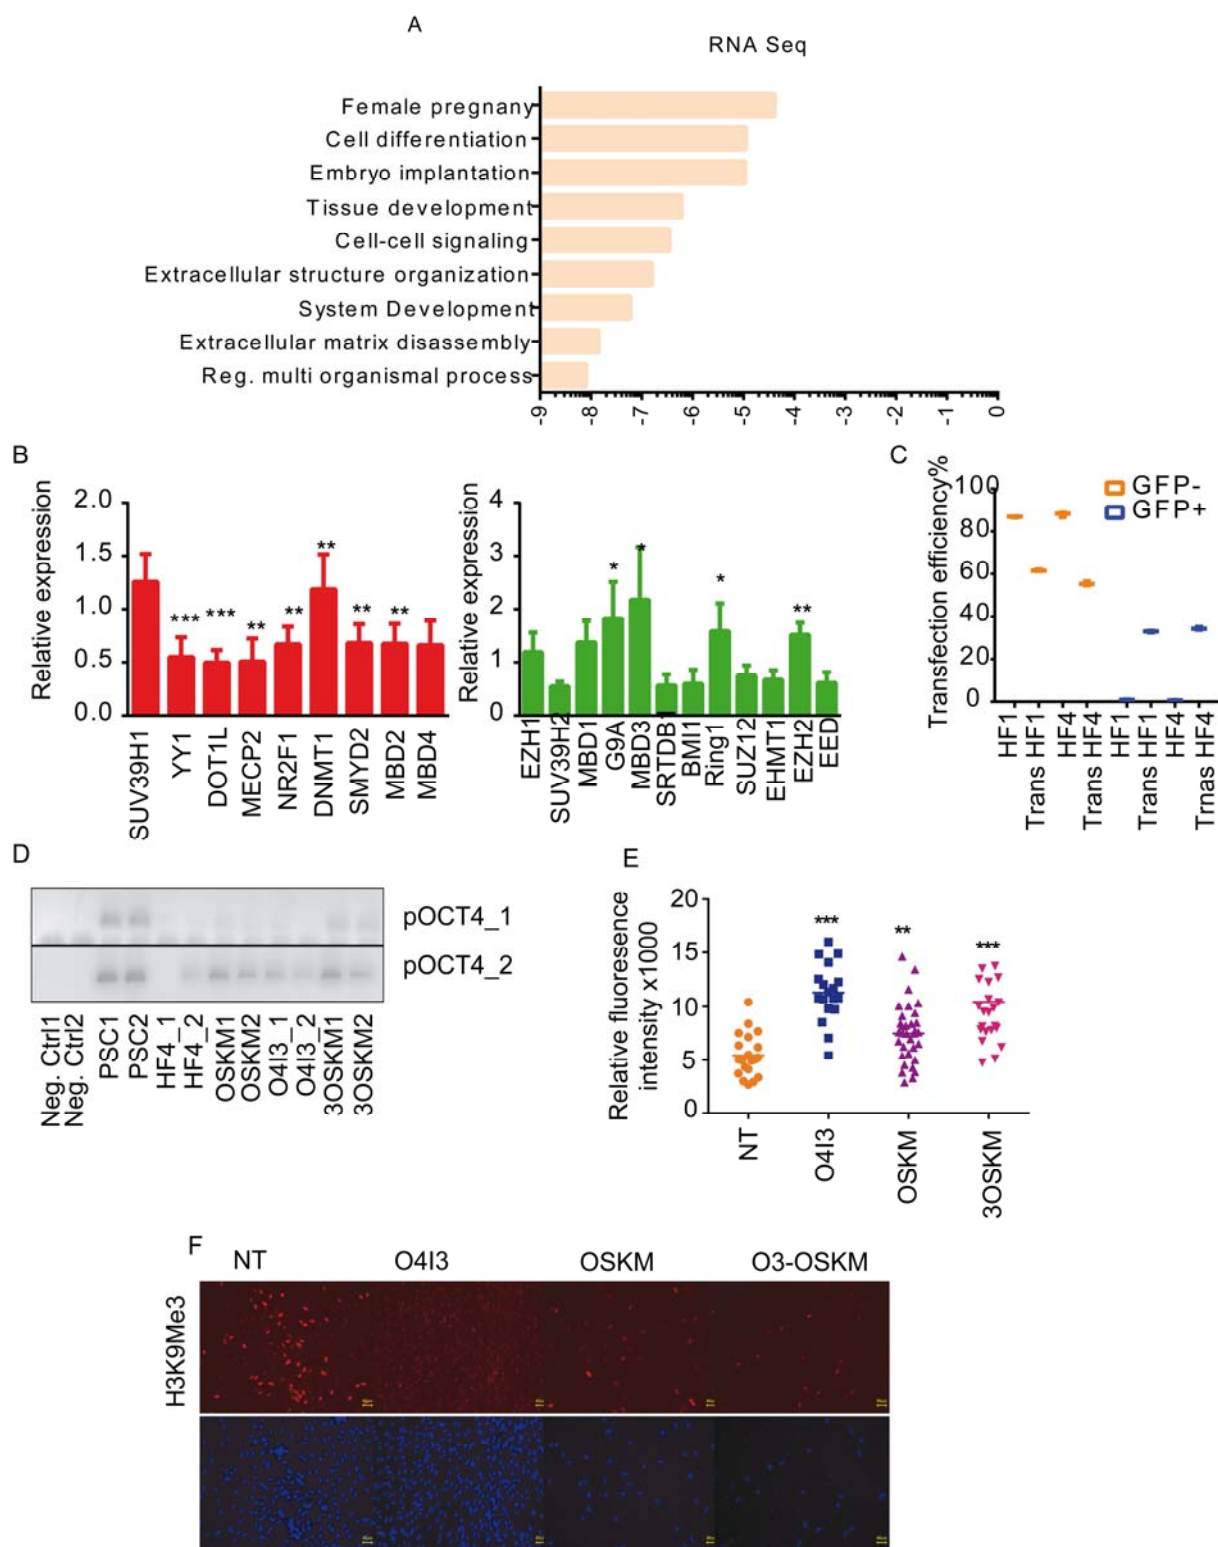 A
RNA Seq
Female pregnany
Cell differentiation
Embryo implantation
Tissue development
Cell-cell signaling
Extracellular structure organization
System Development
Extracellular matrix disassembly
Reg. multi organismal process
-9 -8 -7 -6 -5 -4 -3 -2 -1 0
B
Relative expression
2.0
1.5
1.0
0.5
0.0
*** *** ** ** ** ** **
SUV39H1 YY1 DOT1L MECP2 NR2F1 DNMT1 SMYD2 MBD2 MBD4
Relative expression
4
3
2
1
0
* * * **
EZH1 SUV39H2 MBD1 G9A MBD3 SRTDB1 BMI1 Ring1 SUZ12 EHMT1 EZH2 EED
C
Transfection efficiency%
100
80
60
40
20
0
GFP-
GFP+
HF1 Trans HF1 HF4 Trans HF4 HF1 Trans HF1 HF4 Trnas HF4
D
pOCT4_1
pOCT4_2
Neg. Ctrl1 Neg. Ctrl2 PSC1 PSC2 HF4_1 HF4_2 OSKM1 OSKM2 O4I3_1 O4I3_2 3OSKM1 3OSKM2
E
Relative fluoresence
intensity x1000
20
15
10
5
0
*** ** ***
NT O4I3 OSKM 3OSKM
F
NT O4I3 OSKM O3-OSKM
H3K9Me3